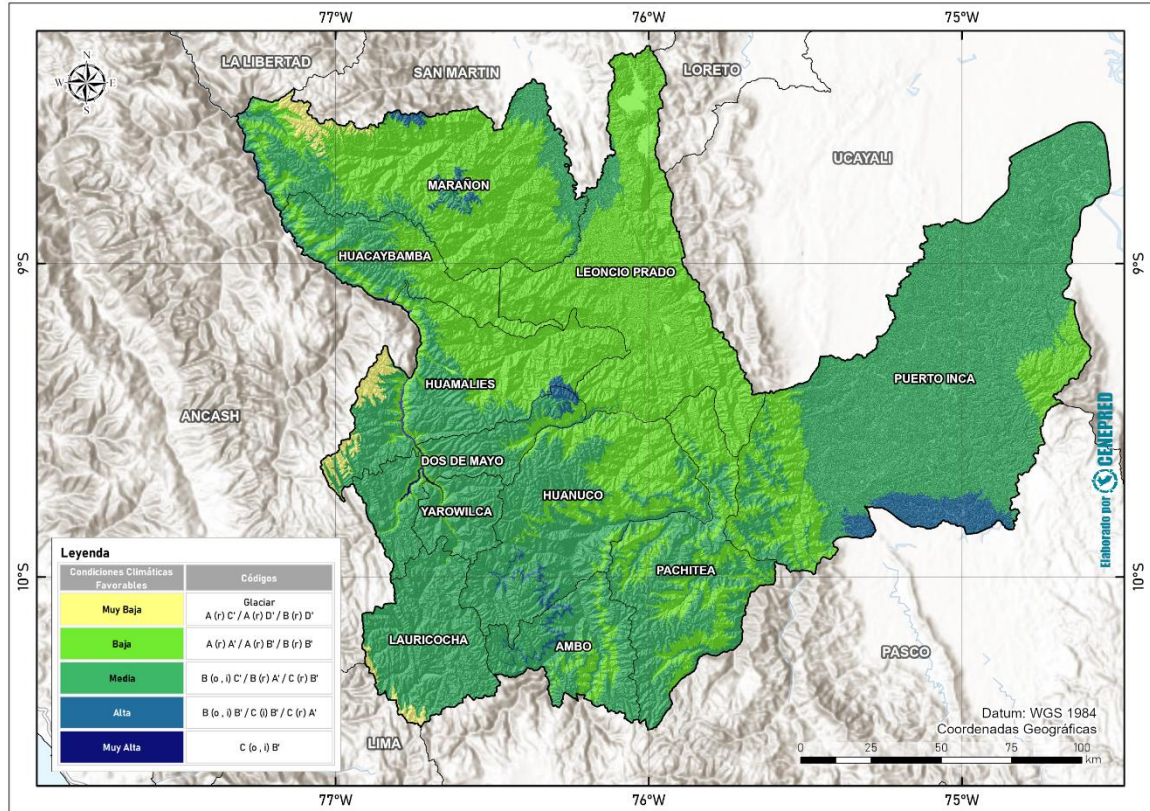 77°W
76°W
75°W
LA LIBERTAD
SAN MARTIN
LORETO
N
W
E
S
UCAYALI
MARAÑON
HUACAYBAMBA
9°S
9°S
LEONCIO PRADO
HUAMALIES
PUERTO INCA
ANCASH
DOS DE MAYO
HUANUCO
YAROWILCA
Elaborado por CENEPRED
PACHITEA
10°S
10°S
LAURICOCHA
AMBO
PASCO
LIMA
Leyenda
Condiciones Climáticas Favorables
Códigos
Muy Baja
Glaciar
A (r) C' / A (r) D' / B (r) D'
Baja
A (r) A' / A (r) B' / B (r) B'
Media
B (o , i) C' / B (r) A' / C (r) B'
Alta
B (o , i) B' / C (i) B' / C (r) A'
Muy Alta
C (o , i) B'
Datum: WGS 1984
Coordenadas Geográficas
0 25 50 75 100
km
77°W
76°W
75°W